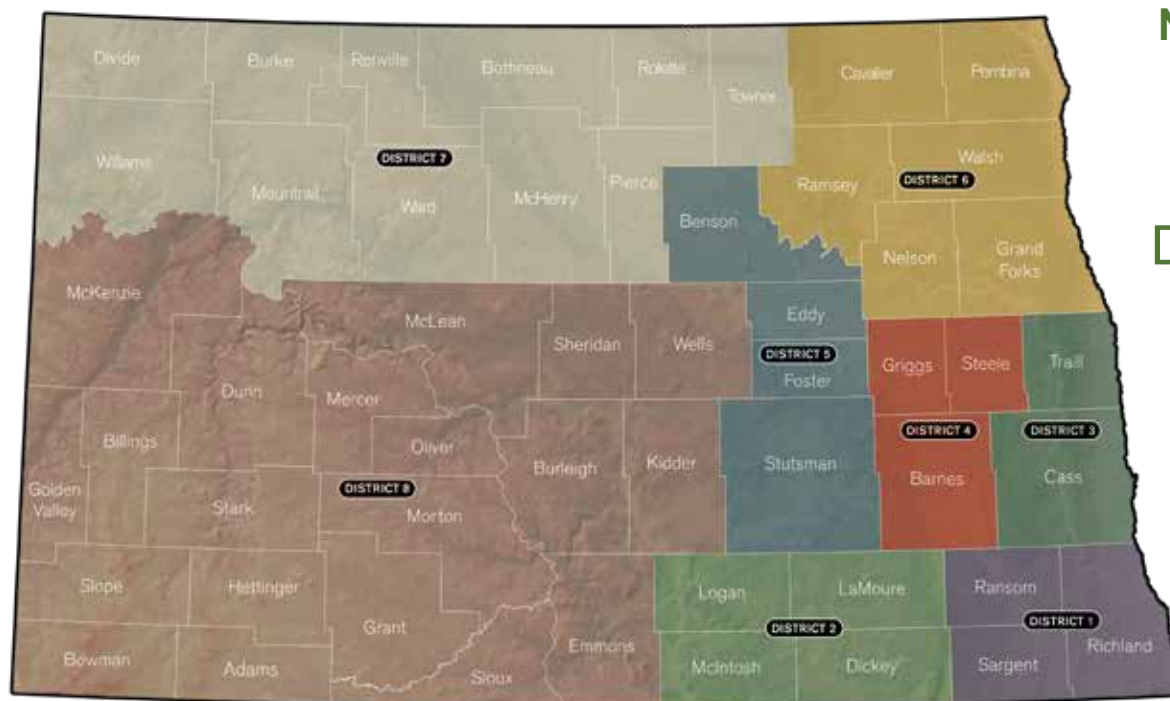 Divide
Burke
Renville
Bottineau
Rolette
Towner
Cavalier
Pembina
Williams
Mountrail
DISTRICT 7
Ward
McHenry
Pierce
Benson
Ramsey
Walsh
DISTRICT 6
Nelson
Grand
Forks
McKenzie
McLean
Sheridan
Wells
Eddy
DISTRICT 5
Foster
Griggs
Steele
Traill
Dunn
Mercer
Billings
Oliver
Burleigh
Kidder
Stutsman
DISTRICT 4
Barnes
DISTRICT 3
Cass
Golden
Valley
Stark
DISTRICT 8
Morton
Slope
Hettinger
Grant
Emmons
Logan
LaMoure
DISTRICT 2
McIntosh
Dickey
Ransom
DISTRICT 1
Sargent
Richland
Bowman
Adams
Sioux